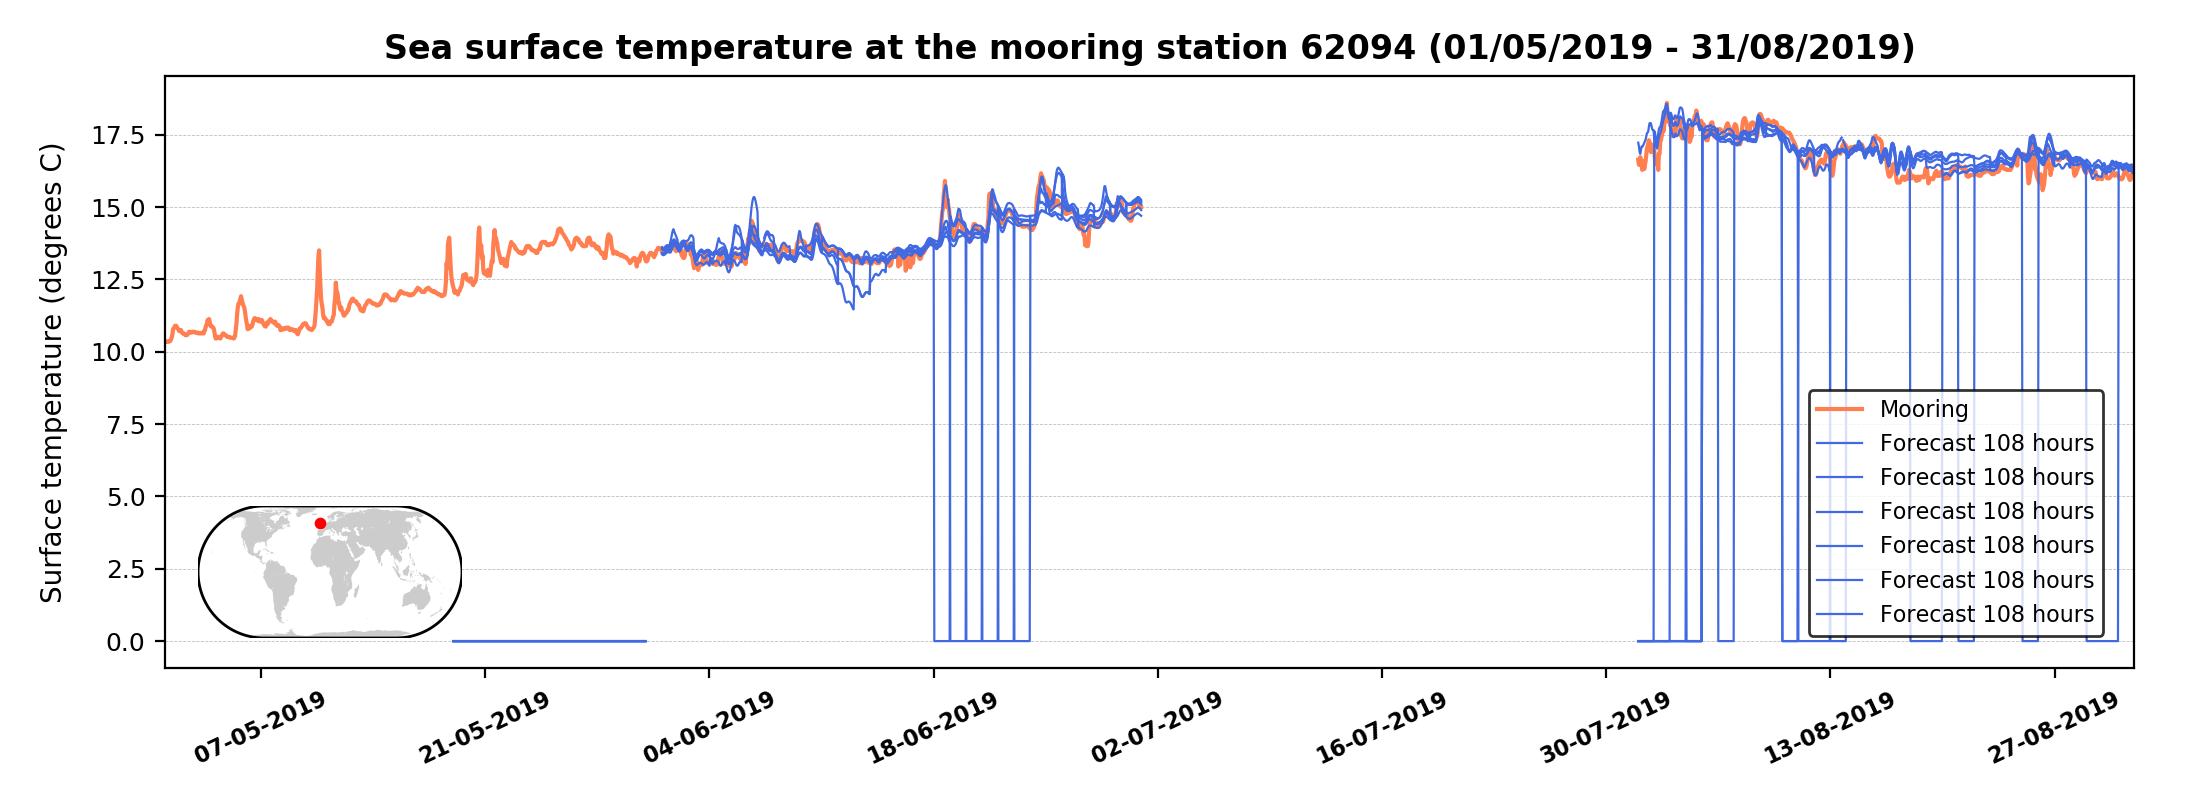 Sea surface temperature at the mooring station 62094 (01/05/2019 - 31/08/2019)
Surface temperature (degrees C)
17.5
15.0
12.5
10.0
7.5
5.0
2.5
0.0
Mooring
Forecast 108 hours
Forecast 108 hours
Forecast 108 hours
Forecast 108 hours
Forecast 108 hours
Forecast 108 hours
07-05-2019
21-05-2019
04-06-2019
18-06-2019
02-07-2019
16-07-2019
30-07-2019
13-08-2019
27-08-2019